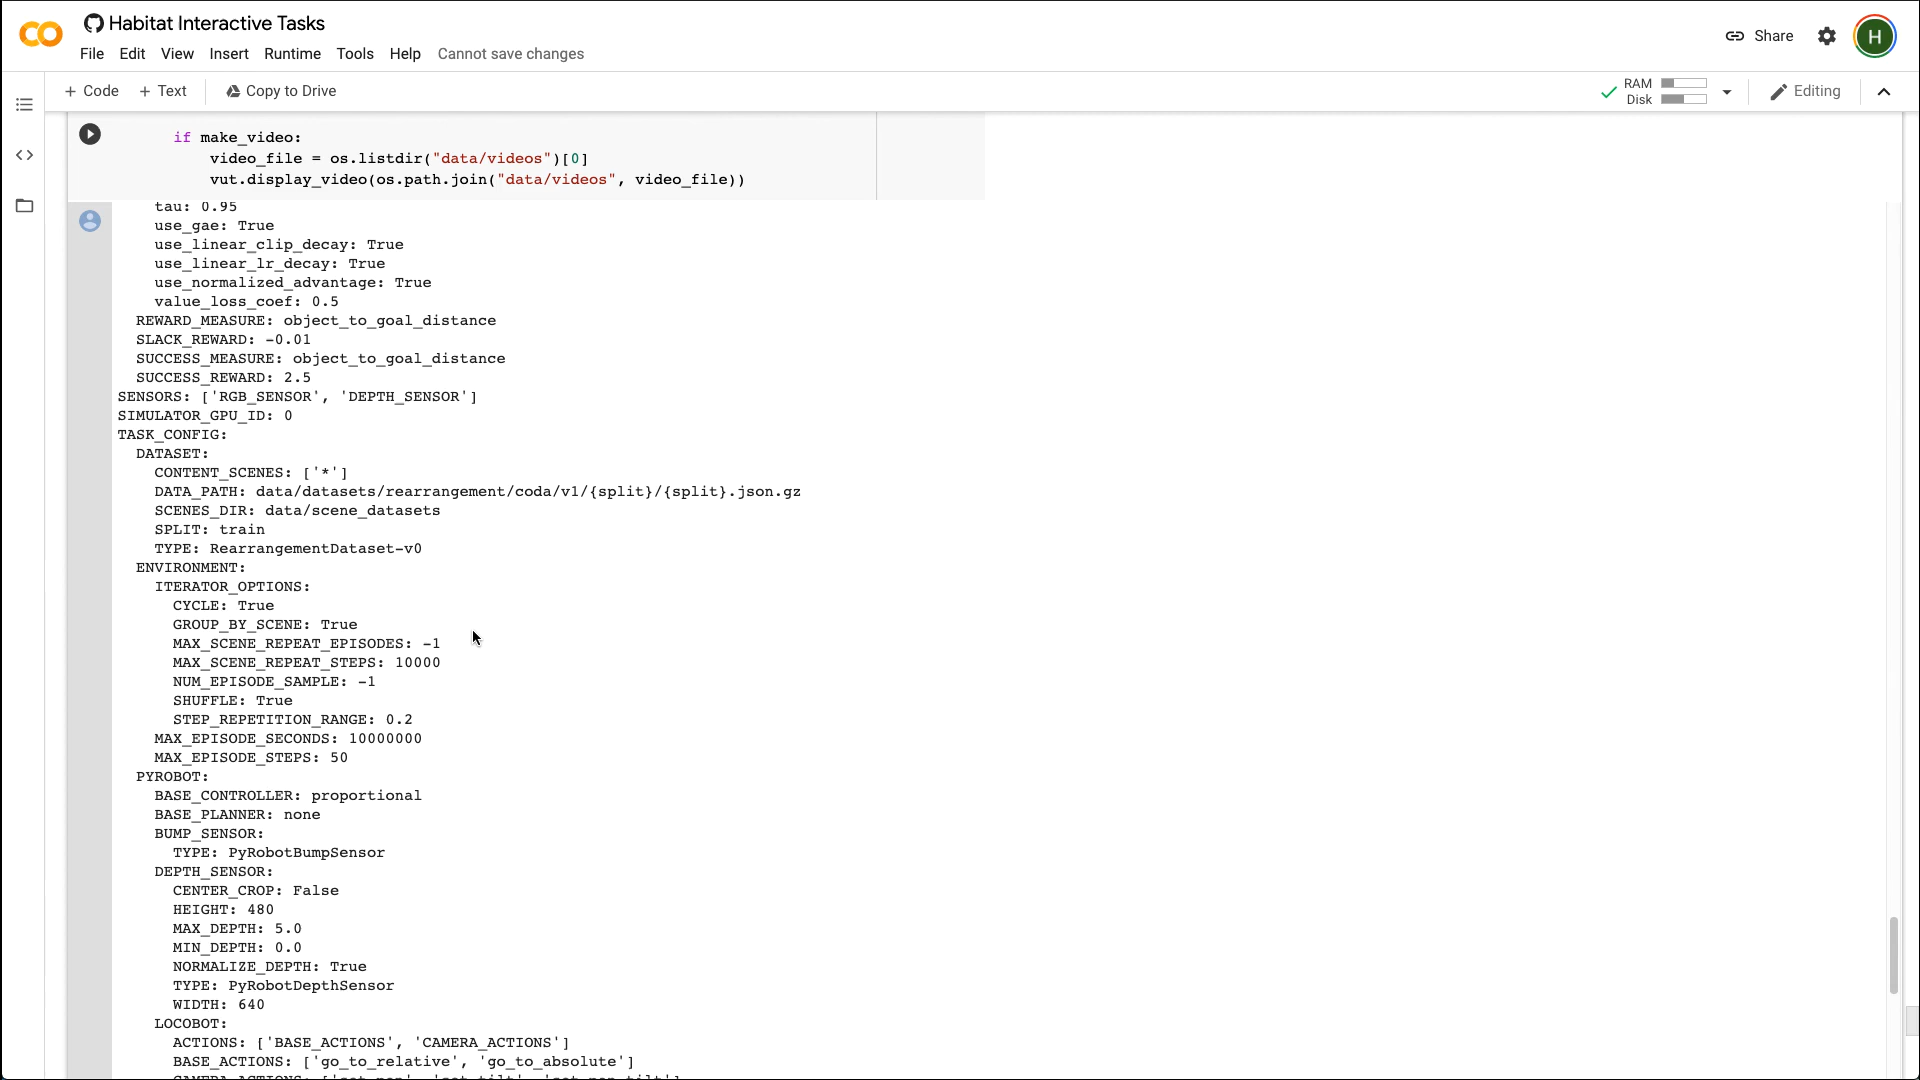 Habitat Interactive Tasks
File Edit View Insert Runtime Tools Help Cannot save changes
Share
H
+ Code + Text Copy to Drive
RAM
Disk
Editing
if make_video:
video_file = os.listdir("data/videos")[0]
vut.display_video(os.path.join("data/videos", video_file))
tau: 0.95
use_gae: True
use_linear_clip_decay: True
use_linear_lr_decay: True
use_normalized_advantage: True
value_loss_coef: 0.5
REWARD_MEASURE: object_to_goal_distance
SLACK_REWARD: -0.01
SUCCESS_MEASURE: object_to_goal_distance
SUCCESS_REWARD: 2.5
SENSORS: ['RGB_SENSOR', 'DEPTH_SENSOR']
SIMULATOR_GPU_ID: 0
TASK_CONFIG:
DATASET:
CONTENT_SCENES: ['*']
DATA_PATH: data/datasets/rearrangement/coda/v1/{split}/{split}.json.gz
SCENES_DIR: data/scene_datasets
SPLIT: train
TYPE: RearrangementDataset-v0
ENVIRONMENT:
ITERATOR_OPTIONS:
CYCLE: True
GROUP_BY_SCENE: True
MAX_SCENE_REPEAT_EPISODES: -1
MAX_SCENE_REPEAT_STEPS: 10000
NUM_EPISODE_SAMPLE: -1
SHUFFLE: True
STEP_REPETITION_RANGE: 0.2
MAX_EPISODE_SECONDS: 10000000
MAX_EPISODE_STEPS: 50
PYROBOT:
BASE_CONTROLLER: proportional
BASE_PLANNER: none
BUMP_SENSOR:
TYPE: PyRobotBumpSensor
DEPTH_SENSOR:
CENTER_CROP: False
HEIGHT: 480
MAX_DEPTH: 5.0
MIN_DEPTH: 0.0
NORMALIZE_DEPTH: True
TYPE: PyRobotDepthSensor
WIDTH: 640
LOCOBOT:
ACTIONS: ['BASE_ACTIONS', 'CAMERA_ACTIONS']
BASE_ACTIONS: ['go_to_relative', 'go_to_absolute']